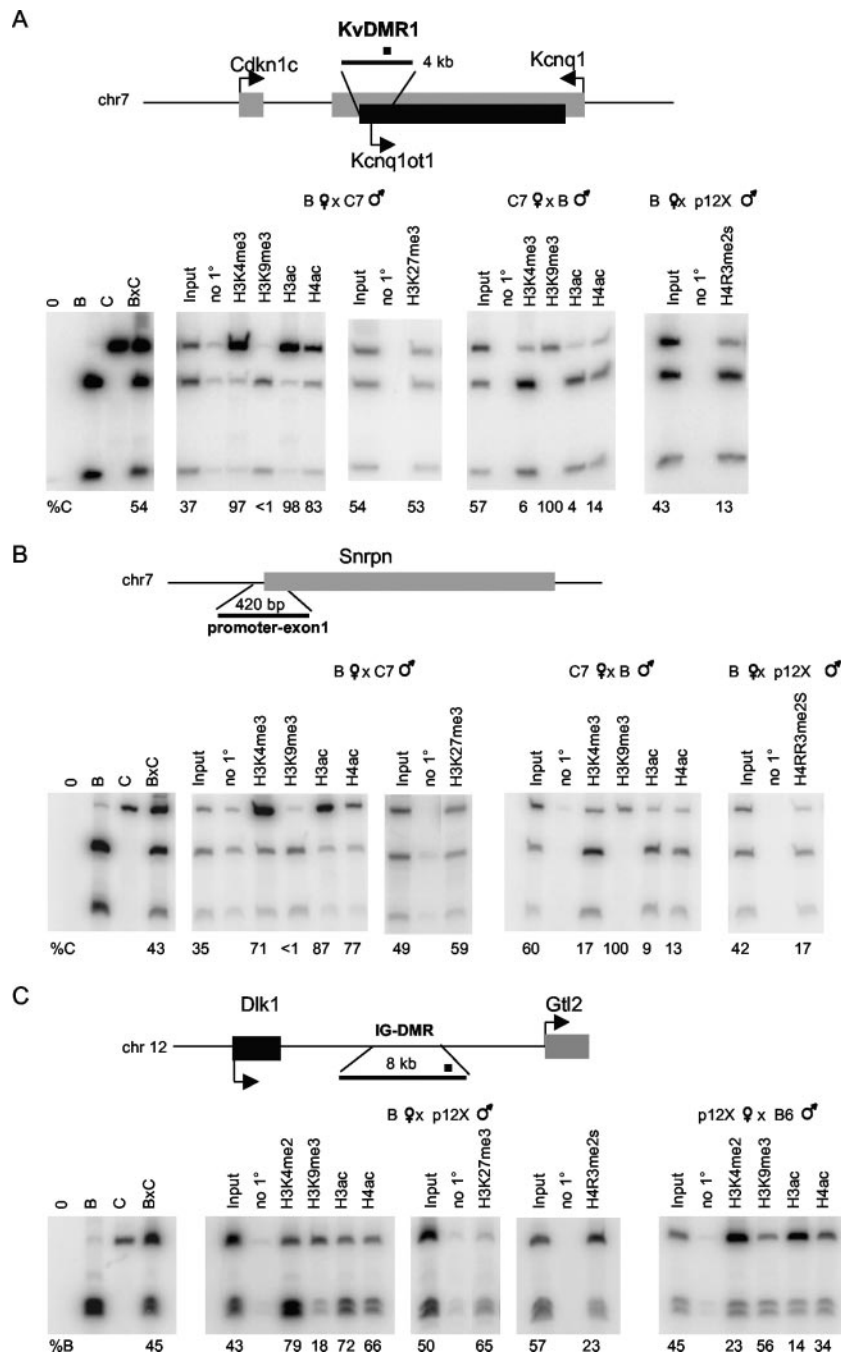 A
KvDMR1
Cdkn1c
4 kb
Kcnq1
chr7
Kcnq1ot1
B ♀ x C7 ♂
C7 ♀ x B ♂
B ♀ x p12X ♂
0 B C BxC
Input no 1° H3K4me3 H3K9me3 H3ac H4ac
Input no 1° H3K27me3
Input no 1° H3K4me3 H3K9me3 H3ac H4ac
Input no 1° H4R3me2s
%C 54 37 97 <1 98 83 54 53 57 6 100 4 14 43 13
B
Snrpn
chr7
420 bp
promoter-exon1
B ♀ x C7 ♂
C7 ♀ x B ♂
B ♀ x p12X ♂
0 B C BxC
Input no 1° H3K4me3 H3K9me3 H3ac H4ac
Input no 1° H3K27me3
Input no 1° H3K4me3 H3K9me3 H3ac H4ac
Input no 1° H4RR3me2S
%C 43 35 71 <1 87 77 49 59 60 17 100 9 13 42 17
C
Dlk1
Gtl2
IG-DMR
chr 12
8 kb
B ♀ x p12X ♂
p12X ♀ x B6 ♂
0 B C BxC
Input no 1° H3K4me2 H3K9me3 H3ac H4ac
Input no 1° H3K27me3
Input no 1° H4R3me2s
Input no 1° H3K4me2 H3K9me3 H3ac H4ac
%B 45 43 79 18 72 66 50 65 57 23 45 23 56 14 34